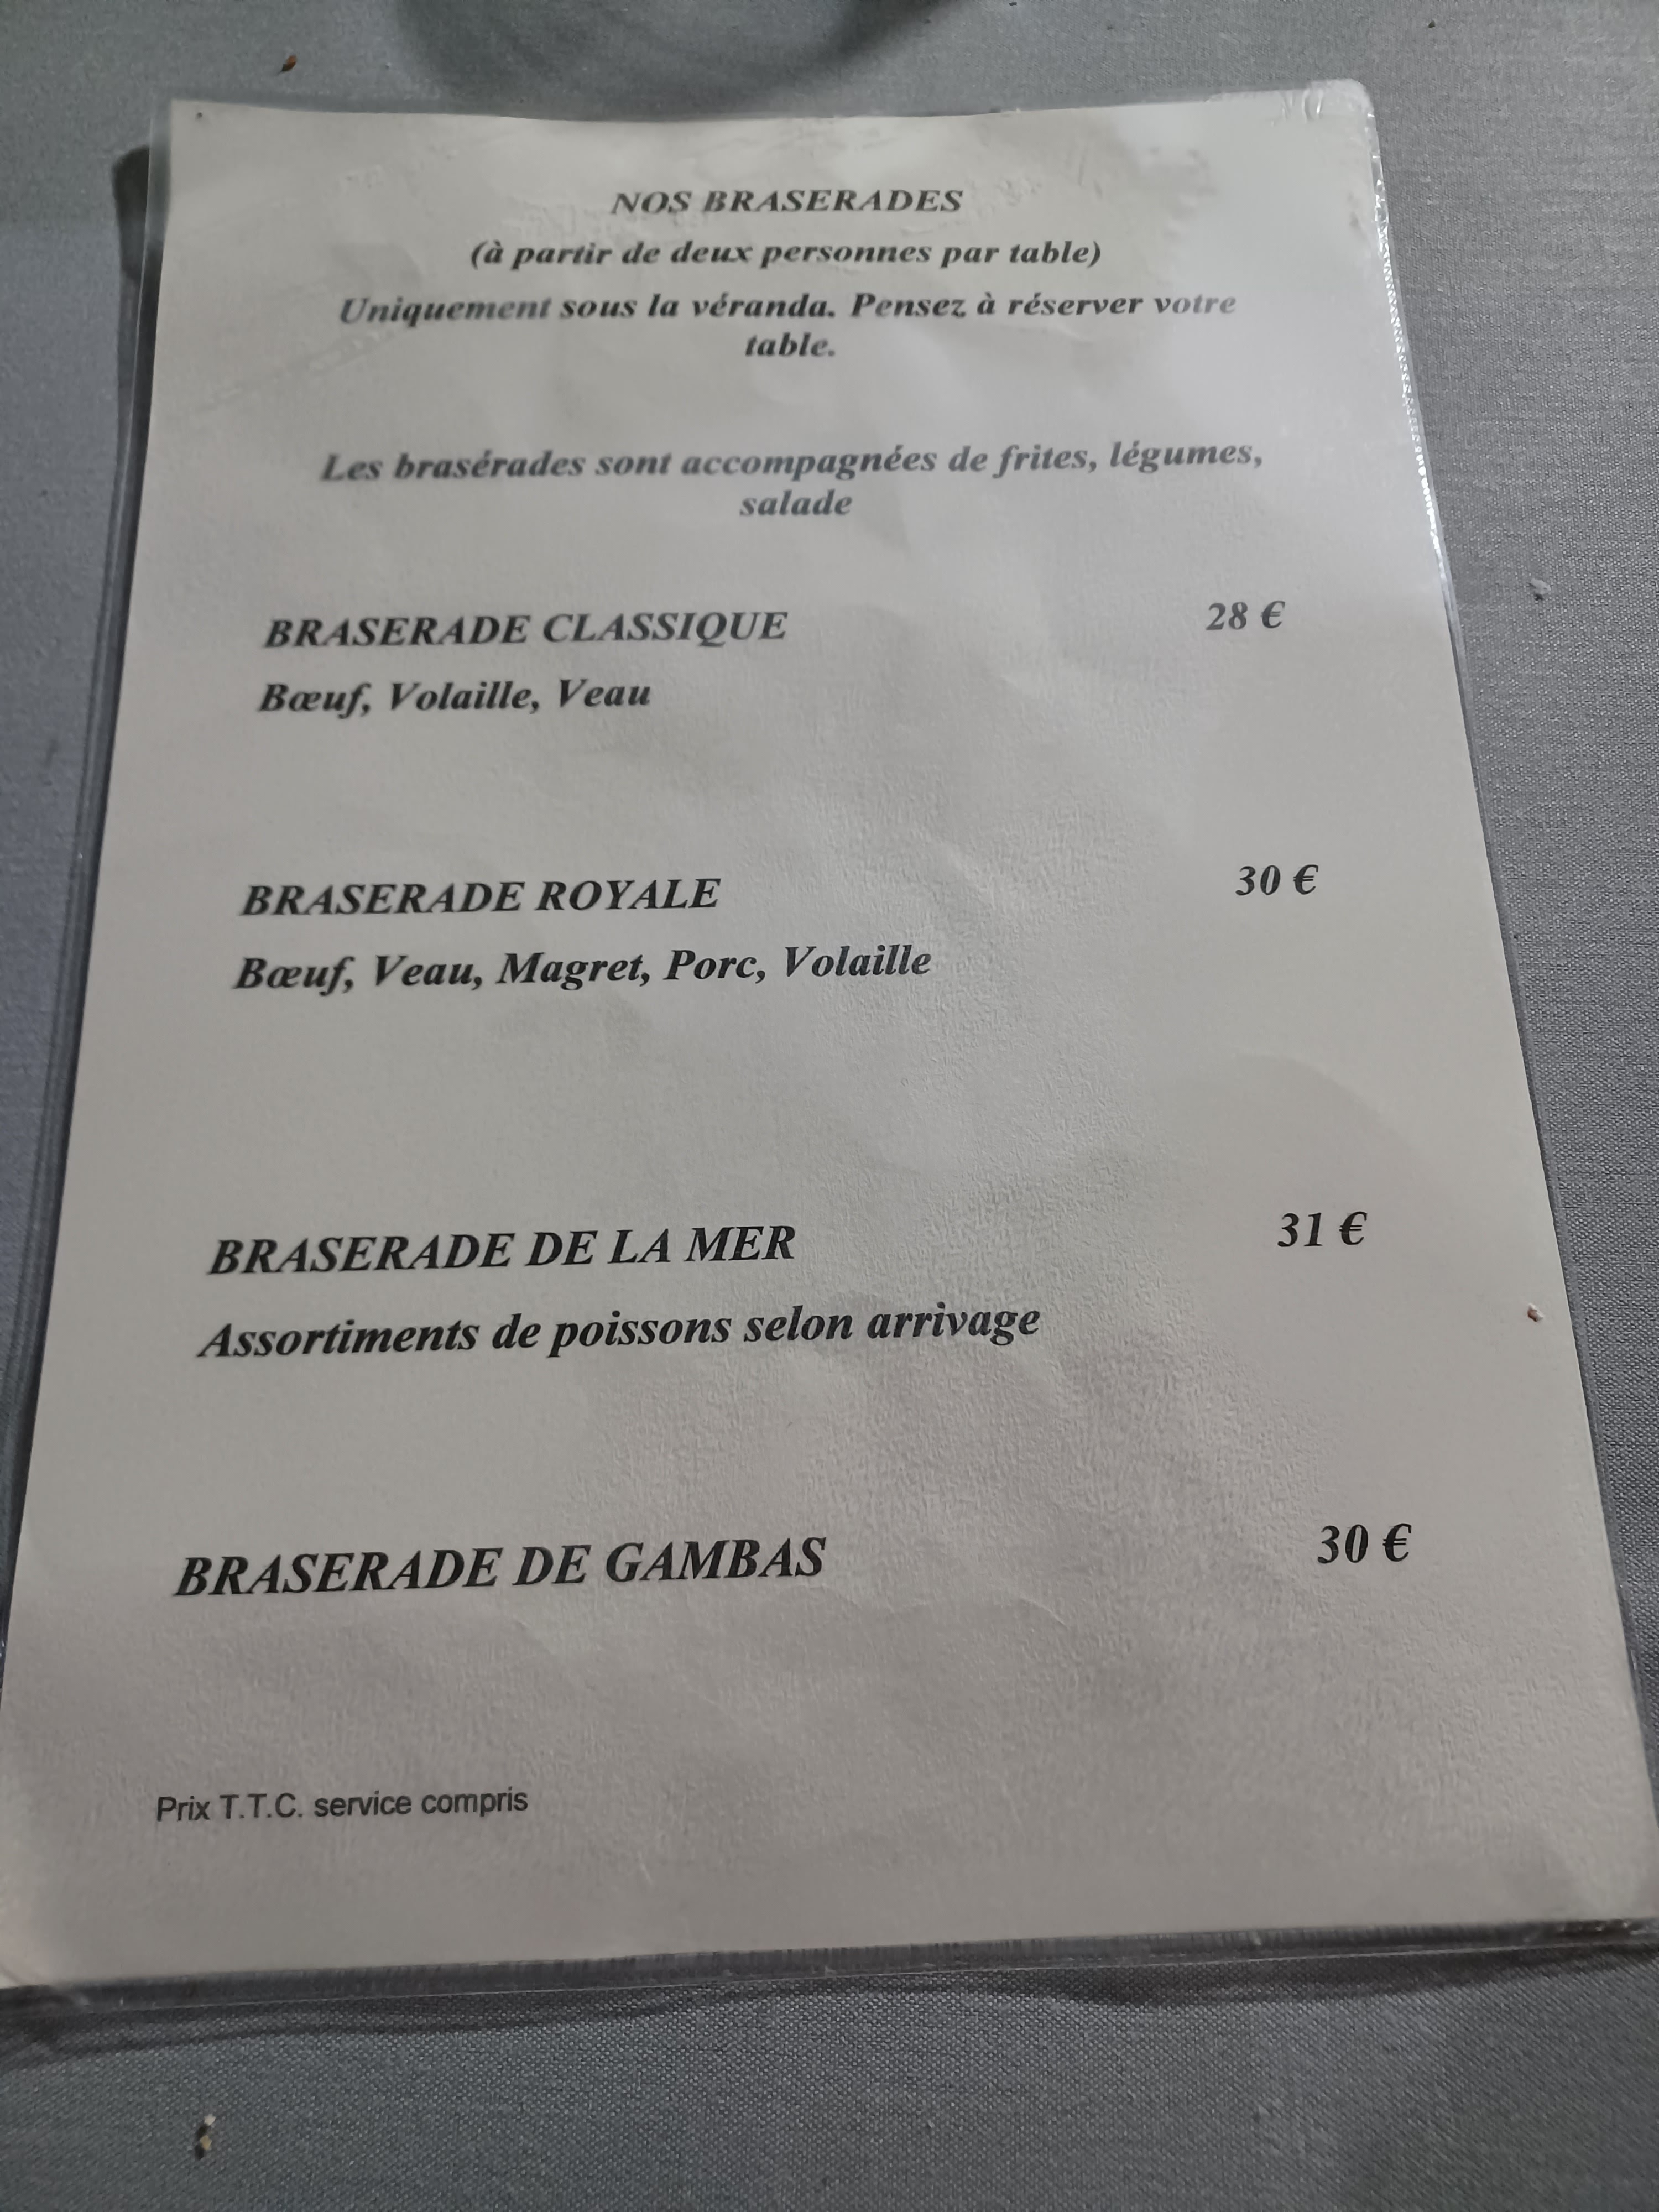 NOS BRASERADES
(à partir de deux personnes par table)
Uniquement sous la véranda. Pensez à réserver votre
table.
Les brasérades sont accompagnées de frites, légumes,
salade
BRASERADE CLASSIQUE 28 €
Bœuf, Volaille, Veau
BRASERADE ROYALE 30 €
Bœuf, Veau, Magret, Porc, Volaille
BRASERADE DE LA MER 31 €
Assortiments de poissons selon arrivage
BRASERADE DE GAMBAS 30 €
Prix T.T.C. service compris